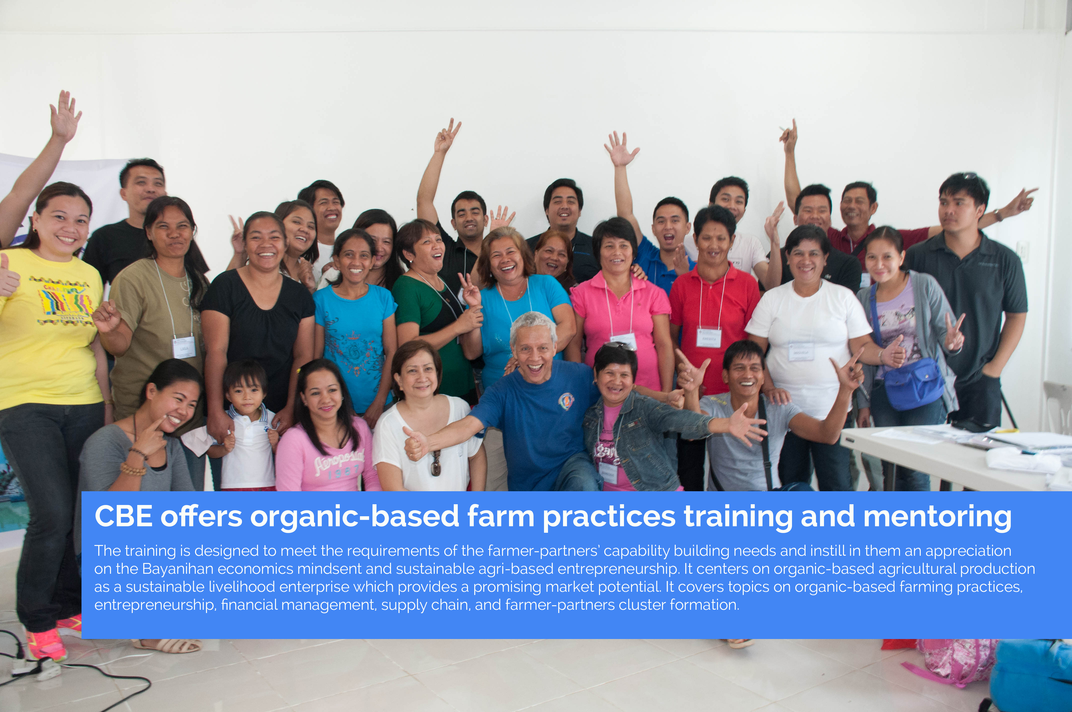 CBE offers organic-based farm practices training and mentoring
The training is designed to meet the requirements of the farmer-partners' capability building needs and instill in them an appreciation
on the Bayanihan economics mindsent and sustainable agri-based entrepreneurship. It centers on organic-based agricultural production
as a sustainable livelihood enterprise which provides a promising market potential. It covers topics on organic-based farming practices,
entrepreneurship, financial management, supply chain, and farmer-partners cluster formation.